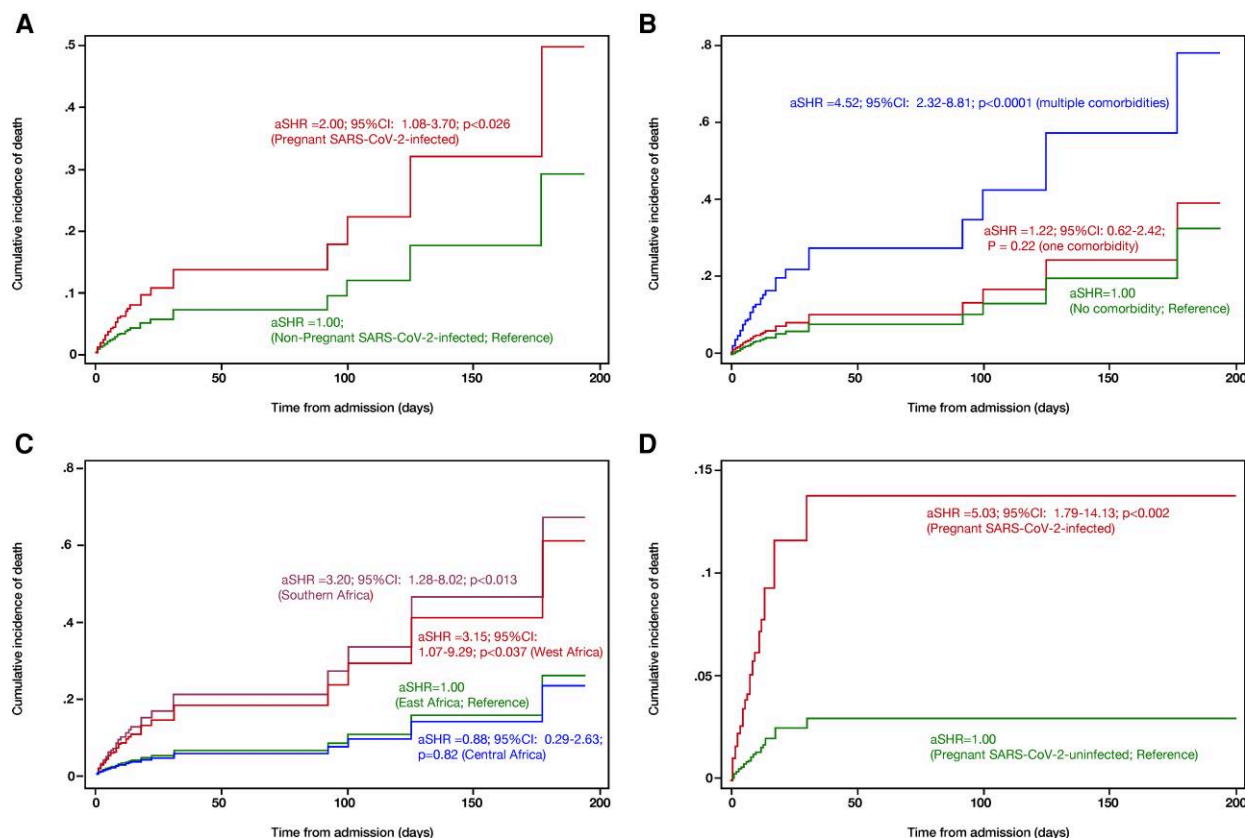 A
Cumulative incidence of death
.5
.4
.3
.2
.1
0
aSHR =2.00; 95%CI: 1.08-3.70; p<0.026
(Pregnant SARS-CoV-2-infected)
aSHR =1.00;
(Non-Pregnant SARS-CoV-2-infected; Reference)
0 50 100 150 200
Time from admission (days)
B
Cumulative incidence of death
.8
.6
.4
.2
0
aSHR =4.52; 95%CI: 2.32-8.81; p<0.0001 (multiple comorbidities)
aSHR =1.22; 95%CI: 0.62-2.42;
P = 0.22 (one comorbidity)
aSHR=1.00
(No comorbidity; Reference)
0 50 100 150 200
Time from admission (days)
C
Cumulative incidence of death
.8
.6
.4
.2
0
aSHR =3.20; 95%CI: 1.28-8.02; p<0.013
(Southern Africa)
aSHR =3.15; 95%CI:
1.07-9.29; p<0.037 (West Africa)
aSHR=1.00
(East Africa; Reference)
aSHR =0.88; 95%CI: 0.29-2.63;
p=0.82 (Central Africa)
0 50 100 150 200
Time from admission (days)
D
Cumulative incidence of death
.15
.1
.05
0
aSHR =5.03; 95%CI: 1.79-14.13; p<0.002
(Pregnant SARS-CoV-2-infected)
aSHR=1.00
(Pregnant SARS-CoV-2-uninfected; Reference)
0 50 100 150 200
Time from admission (days)